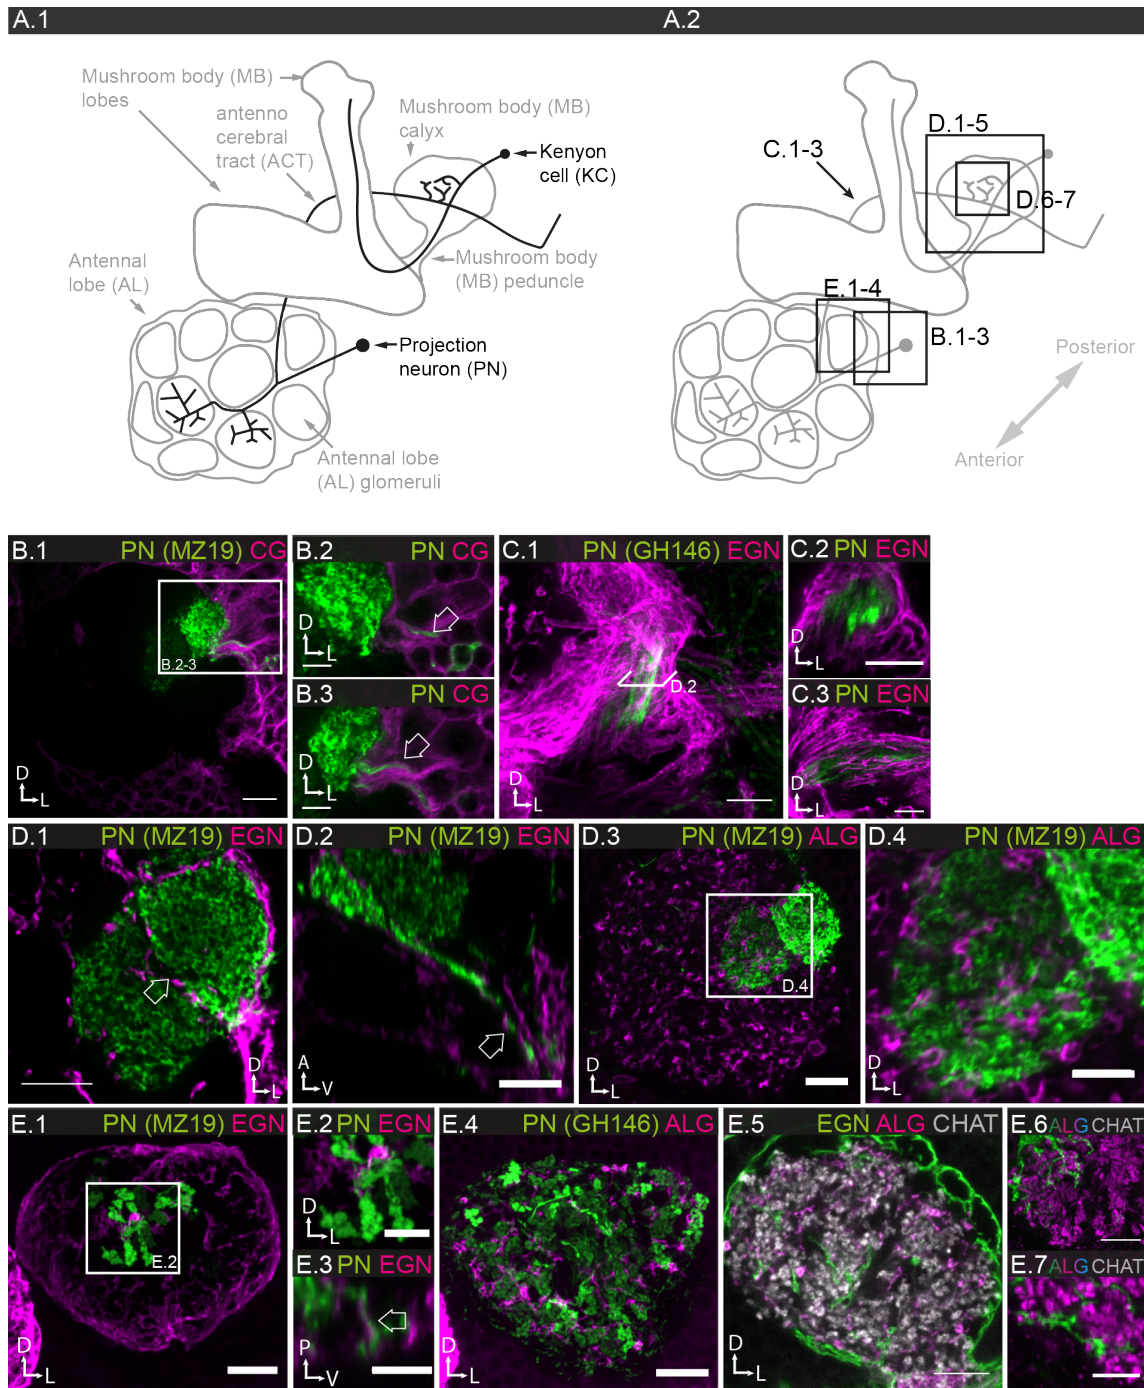 A.1
A.2
Mushroom body (MB)
lobes
antenno
cerebral
tract (ACT)
Mushroom body (MB)
calyx
Kenyon
cell (KC)
Mushroom body
(MB) peduncle
Antennal
lobe (AL)
Projection
neuron (PN)
Antennal lobe
(AL) glomeruli
C.1-3
D.1-5
D.6-7
E.1-4
B.1-3
Posterior
Anterior
B.1 PN (MZ19) CG
B.2-3
D
L
B.2 PN CG
D
L
B.3 PN CG
D
L
C.1 PN (GH146) EGN
D.2
D
L
C.2 PN EGN
D
L
C.3 PN EGN
D
L
D.1 PN (MZ19) EGN
D
L
D.2 PN (MZ19) EGN
A
V
D.3 PN (MZ19) ALG
D.4
D
L
D.4 PN (MZ19) ALG
D
L
E.1 PN (MZ19) EGN
E.2
D
L
E.2 PN EGN
D
L
E.3 PN EGN
P
V
E.4 PN (GH146) ALG
D
L
E.5 EGN ALG CHAT
D
L
E.6 ALG CHAT
E.7 ALG CHAT